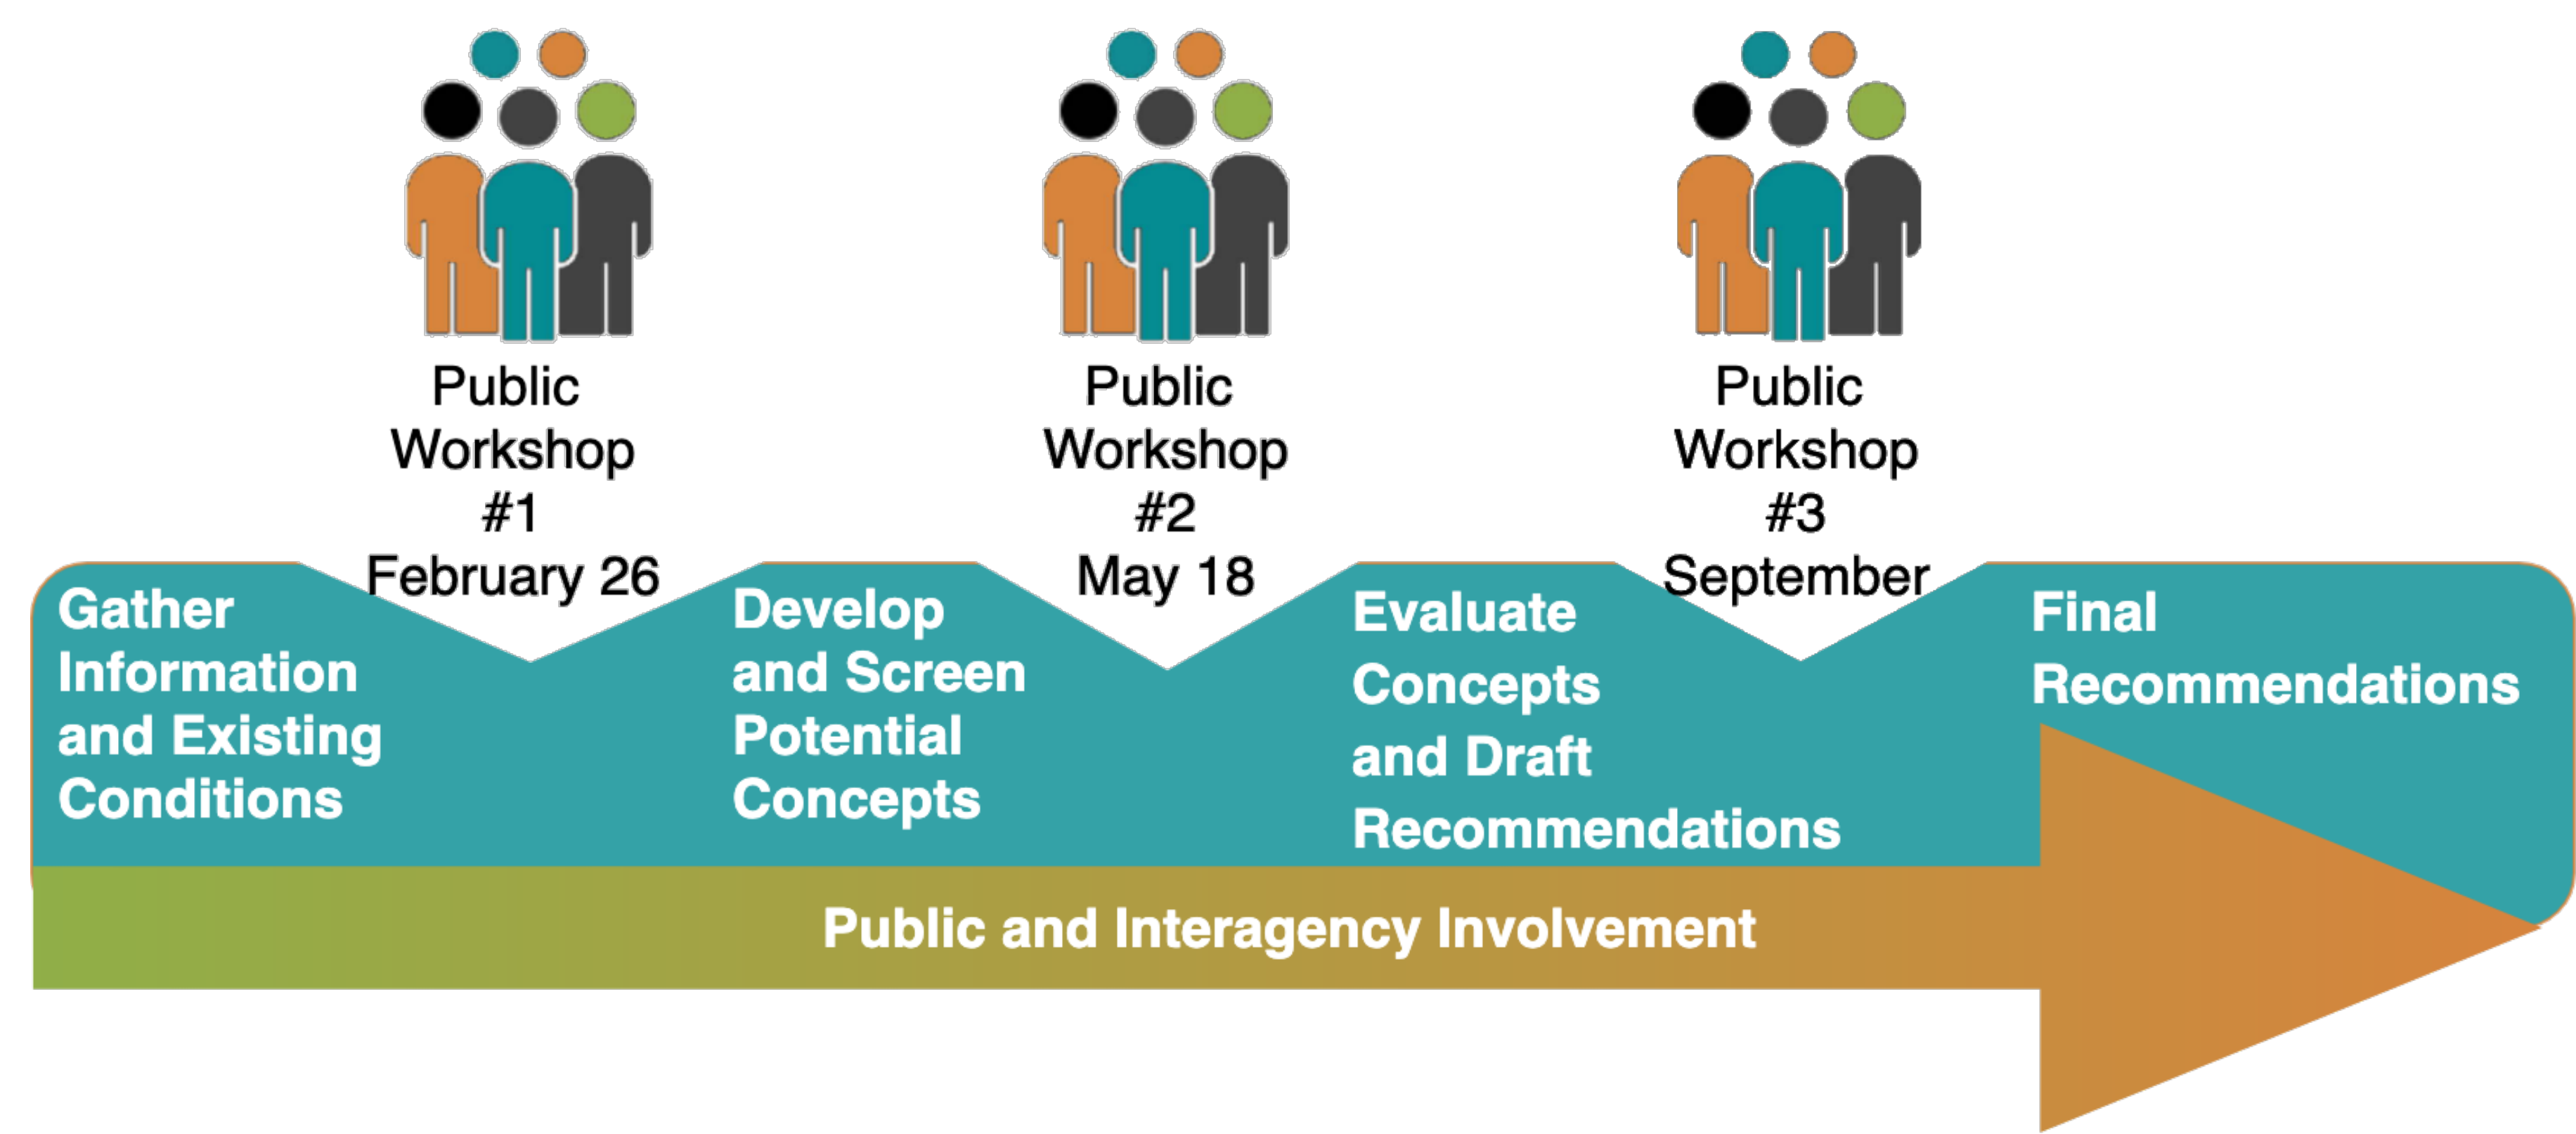 Public
Workshop
#1
February 26
Public
Workshop
#2
May 18
Public
Workshop
#3
September
Gather
Information
and Existing
Conditions
Develop
and Screen
Potential
Concepts
Evaluate
Concepts
and Draft
Recommendations
Final
Recommendations
Public and Interagency Involvement